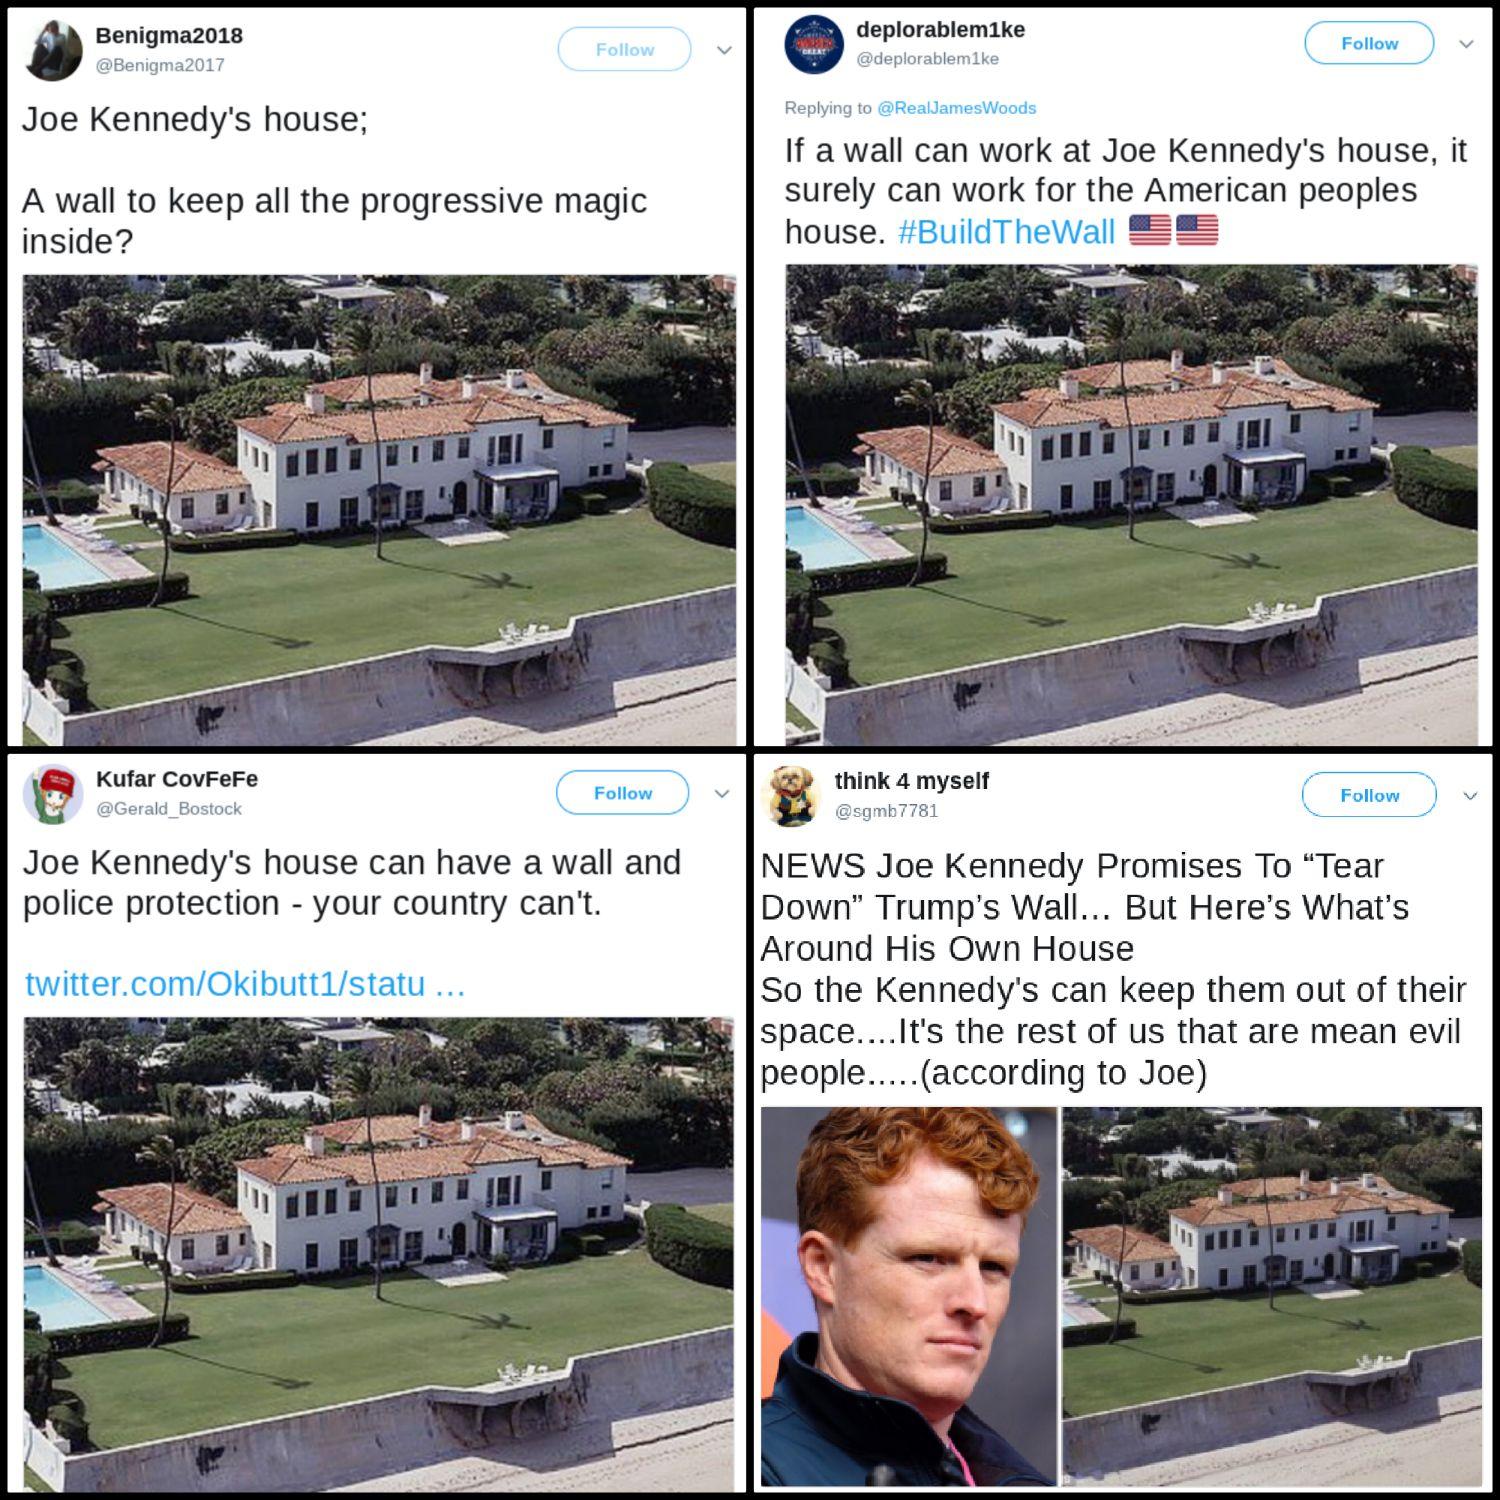 Benigma2018
@Benigma2017
Follow
Joe Kennedy's house;
A wall to keep all the progressive magic
inside?
deplorablem1ke
@deplorablem1ke
Follow
Replying to @RealJamesWoods
If a wall can work at Joe Kennedy's house, it
surely can work for the American peoples
house. #BuildTheWall
Kufar CovFeFe
@Gerald_Bostock
Follow
Joe Kennedy's house can have a wall and
police protection - your country can't.
twitter.com/Okibutt1/statu ...
think 4 myself
@sgmb7781
Follow
NEWS Joe Kennedy Promises To “Tear
Down” Trump’s Wall… But Here’s What’s
Around His Own House
So the Kennedy's can keep them out of their
space....It's the rest of us that are mean evil
people.....(according to Joe)